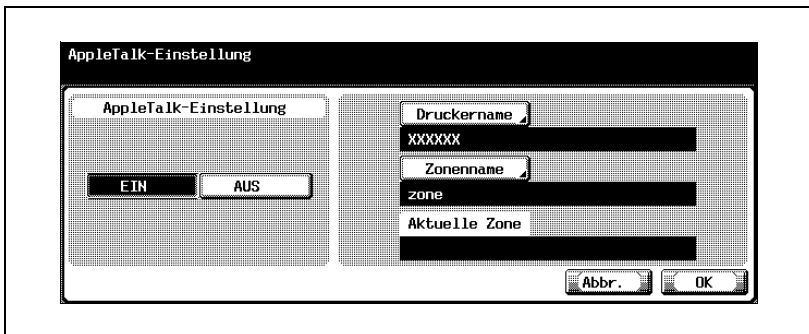 AppleTalk-Einstellung
AppleTalk-Einstellung
EIN
AUS
Druckername
XXXXXX
Zonenname
zone
Aktuelle Zone
Abbr.
OK